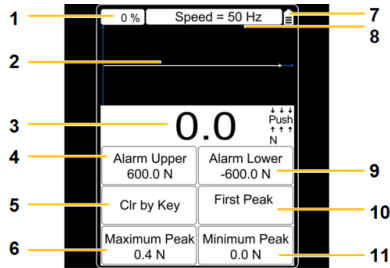 1
0 %
Speed = 50 Hz
7
8
2
3
0.0
Push
N
4
Alarm Upper
600.0 N
Alarm Lower
-600.0 N
9
5
Clr by Key
First Peak
10
6
Maximum Peak
0.4 N
Minimum Peak
0.0 N
11